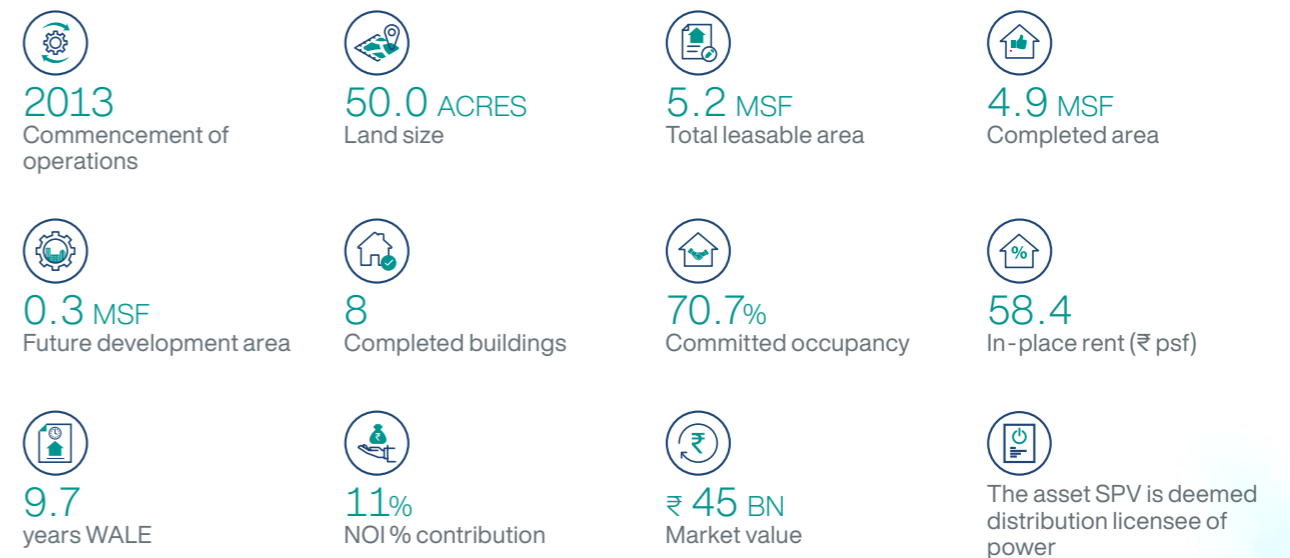 2013
Commencement of
operations
50.0 ACRES
Land size
5.2 MSF
Total leasable area
4.9 MSF
Completed area
0.3 MSF
Future development area
8
Completed buildings
70.7%
Committed occupancy
%
58.4
In-place rent (₹ psf)
9.7
years WALE
₹
11%
NOI % contribution
₹
₹ 45 BN
Market value
The asset SPV is deemed
distribution licensee of
power